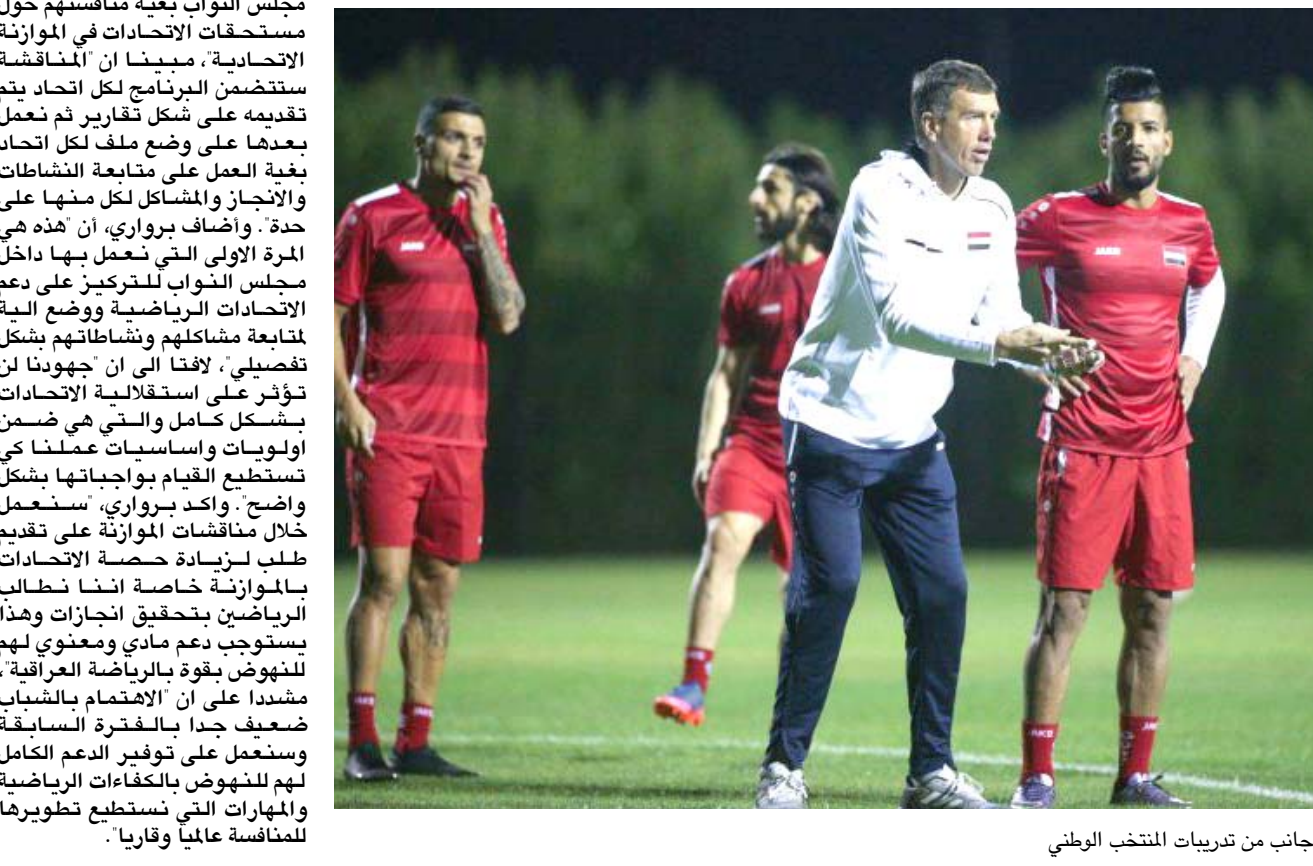 مجلس النواب بغية مناقشتهم حول
مستحقات الاتحادات في الموازنة
الاتحادية"، مبينا ان "المناقشة
ستتضمن البرنامج لكل اتحاد يتم
تقديمه على شكل تقارير ثم نعمل
بعدها على وضع ملف لكل اتحاد
بغية العمل على متابعة النشاطات
والانجاز والمشاكل لكل منها على
حدة". وأضاف برواري، أن "هذه هي
المرة الاولى التي نعمل بها داخل
مجلس النواب للتركيز على دعم
الاتحادات الرياضية ووضع الية
لمتابعة مشاكلهم ونشاطاتهم بشكل
تفصيلي"، لافتا الى ان "جهودنا لن
تؤثر على استقلالية الاتحادات
بشكل كامل والتي هي ضمن
اولويات واساسيات عملنا كي
تستطيع القيام بواجباتها بشكل
واضح". واكد برواري، "سنعمل
خلال مناقشات الموازنة على تقديم
طلب لزيادة حصة الاتحادات
بالموازنة خاصة اننا نطالب
الرياضين بتحقيق انجازات وهذا
يستوجب دعم مادي ومعنوي لهم
للنهوض بقوة بالرياضة العراقية"،
مشددا على ان "الاهتمام بالشباب
ضعيف جدا بالفترة السابقة
وسنعمل على توفير الدعم الكامل
لهم للنهوض بالكفاءات الرياضية
والمهارات التي نستطيع تطويرها
للمنافسة عالميا وقاريا".
JAKO
JAKO
جانب من تدريبات المنتخب الوطني